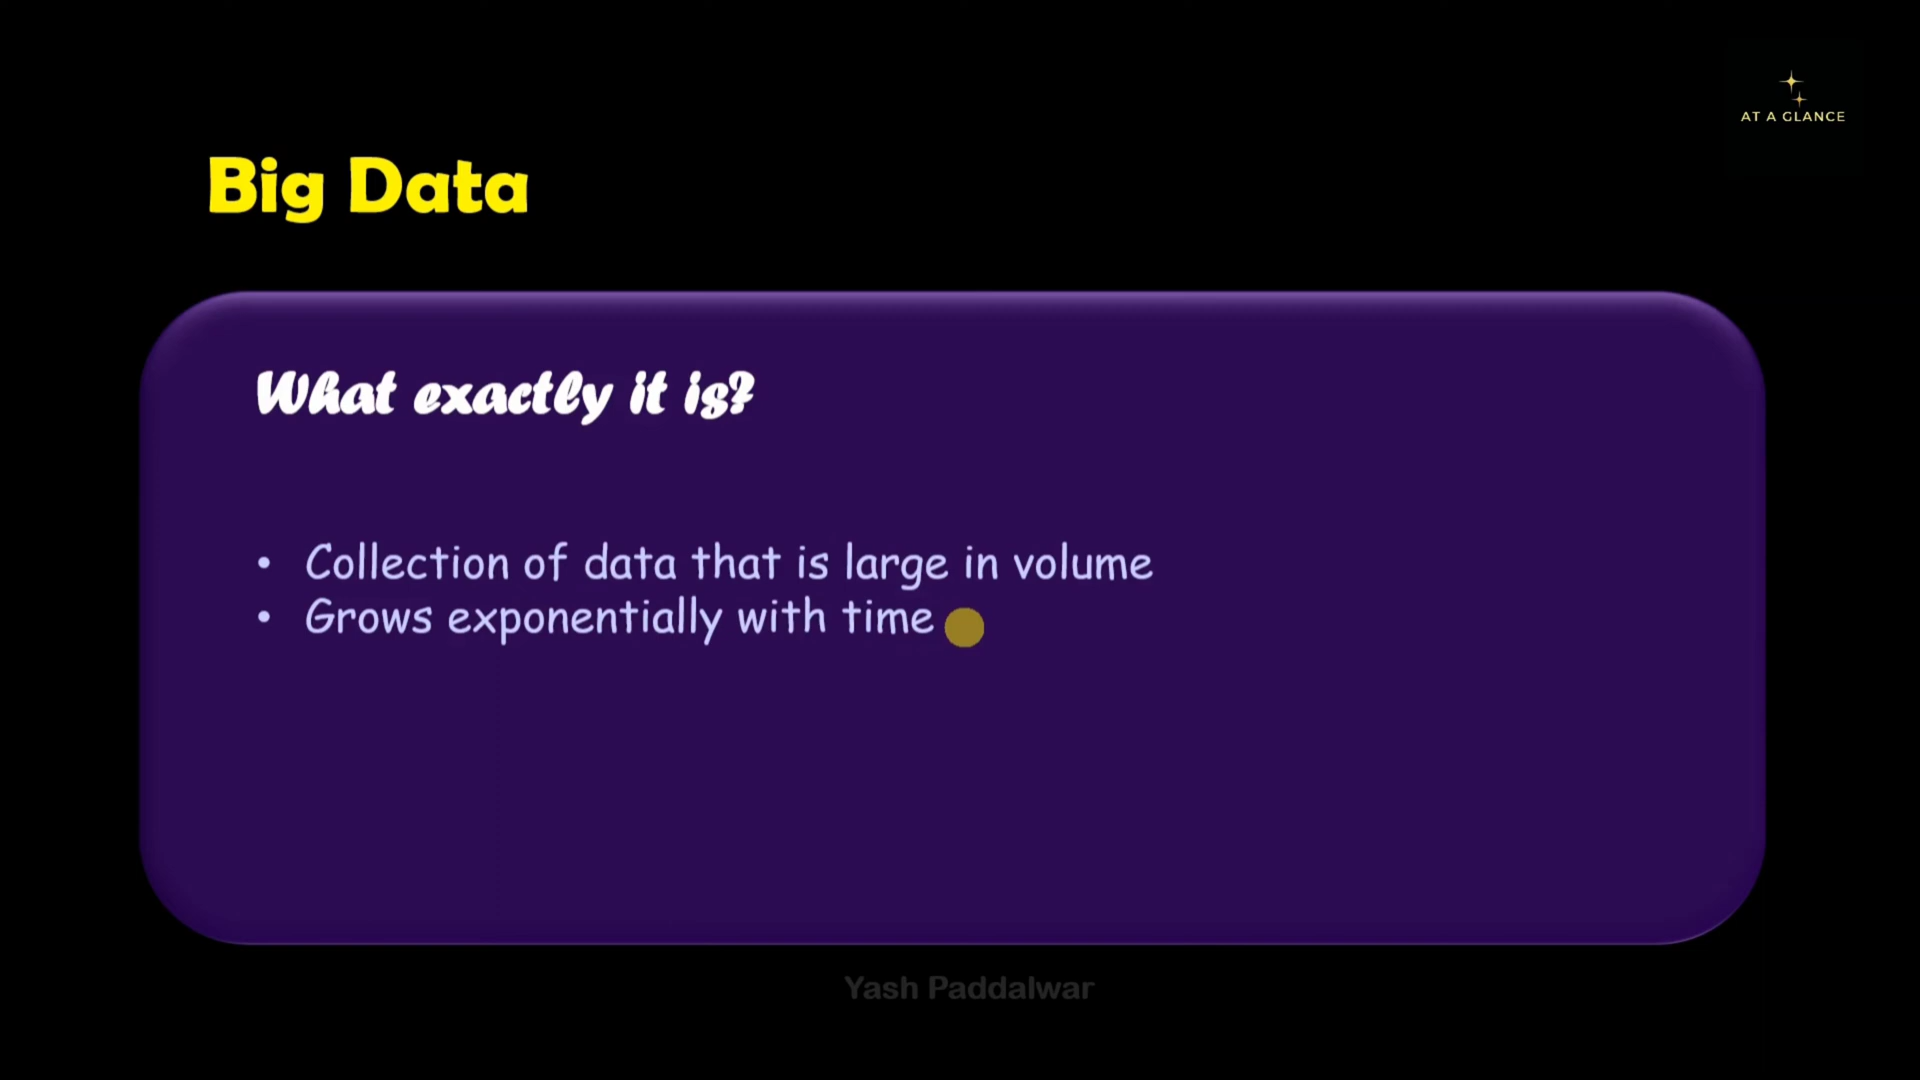 AT A GLANCE
Big Data
What exactly it is?
• Collection of data that is large in volume
• Grows exponentially with time
Yash Paddalwar